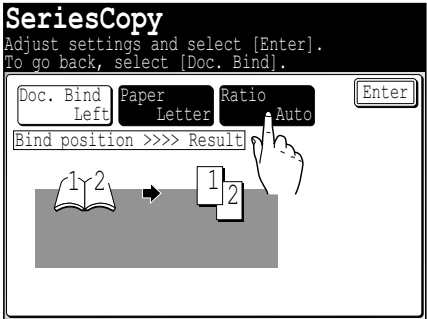 SeriesCopy
Adjust settings and select [Enter].
To go back, select [Doc. Bind].
Doc. Bind Left
Paper Letter
Ratio Auto
Enter
Bind position >>>> Result
1 2
1
2